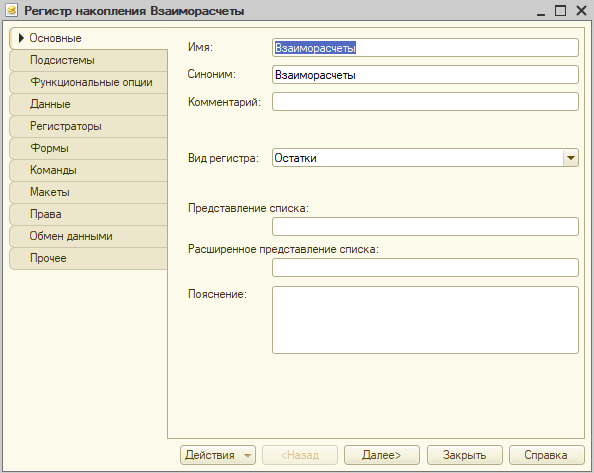 Регистр накопления Взаиморасчеты
Основные
Подсистемы
Функциональные опции
Данные
Регистраторы
Формы
Команды
Макеты
Права
Обмен данными
Прочее
Имя: Взаиморасчеты
Синоним: Взаиморасчеты
Комментарий:
Вид регистра: Остатки
Представление списка:
Расширенное представление списка:
Пояснение:
Действия <Назад Далее> Закрыть Справка